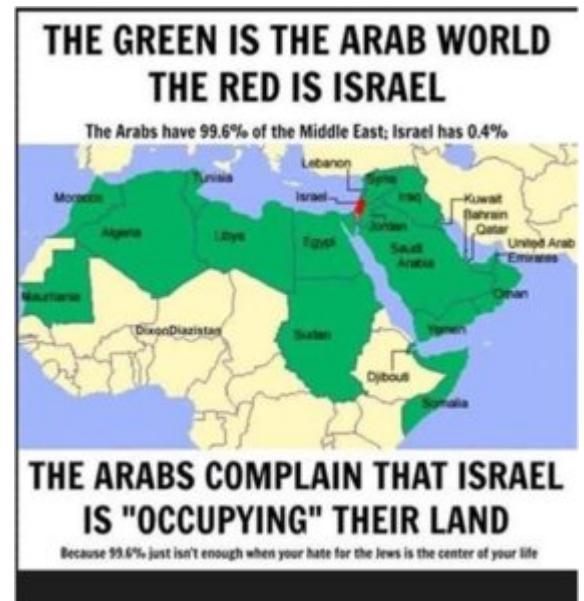 THE GREEN IS THE ARAB WORLD
THE RED IS ISRAEL
The Arabs have 99.6% of the Middle East; Israel has 0.4%
Lebanon
Tunisia
Syria
Morocco
Israel
Iraq
Kuwait
Bahrain
Jordan
Qatar
Algeria
Libya
Egypt
Saudi
Arabia
United Arab
Emirates
Oman
Mauritania
DixonDiazistan
Sudan
Yemen
Djibouti
Somalia
THE ARABS COMPLAIN THAT ISRAEL
IS "OCCUPYING" THEIR LAND
Because 99.6% just isn't enough when your hate for the Jews is the center of your life